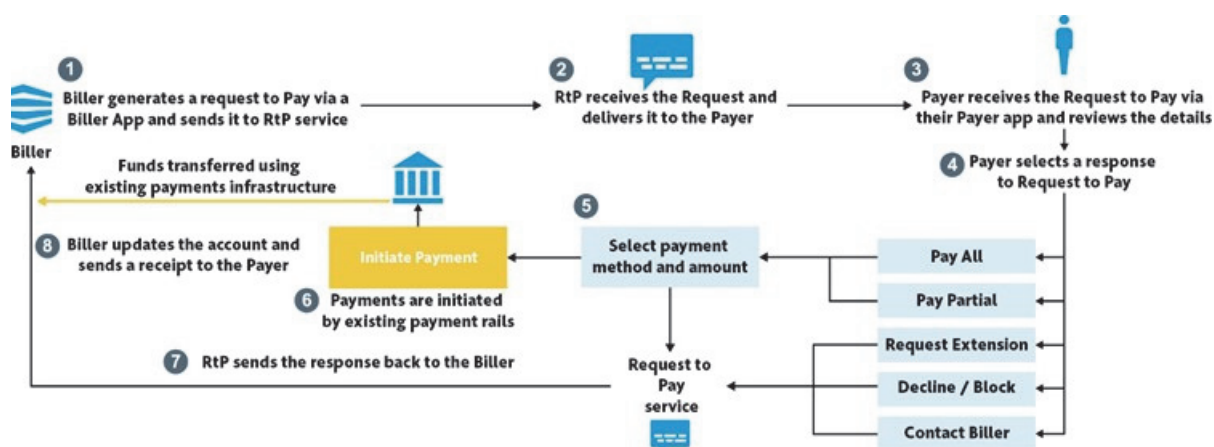 1
Biller generates a request to Pay via a
Biller App and sends it to RtP service
Biller
2
RtP receives the Request and
delivers it to the Payer
3
Payer receives the Request to Pay via
their Payer app and reviews the details
4
Payer selects a response
to Request to Pay
Pay All
Pay Partial
Request Extension
Decline / Block
Contact Biller
5
Select payment
method and amount
Initiate Payment
6
Payments are initiated
by existing payment rails
Funds transferred using
existing payments infrastructure
Request to
Pay
service
7
RtP sends the response back to the Biller
8
Biller updates the account and
sends a receipt to the Payer